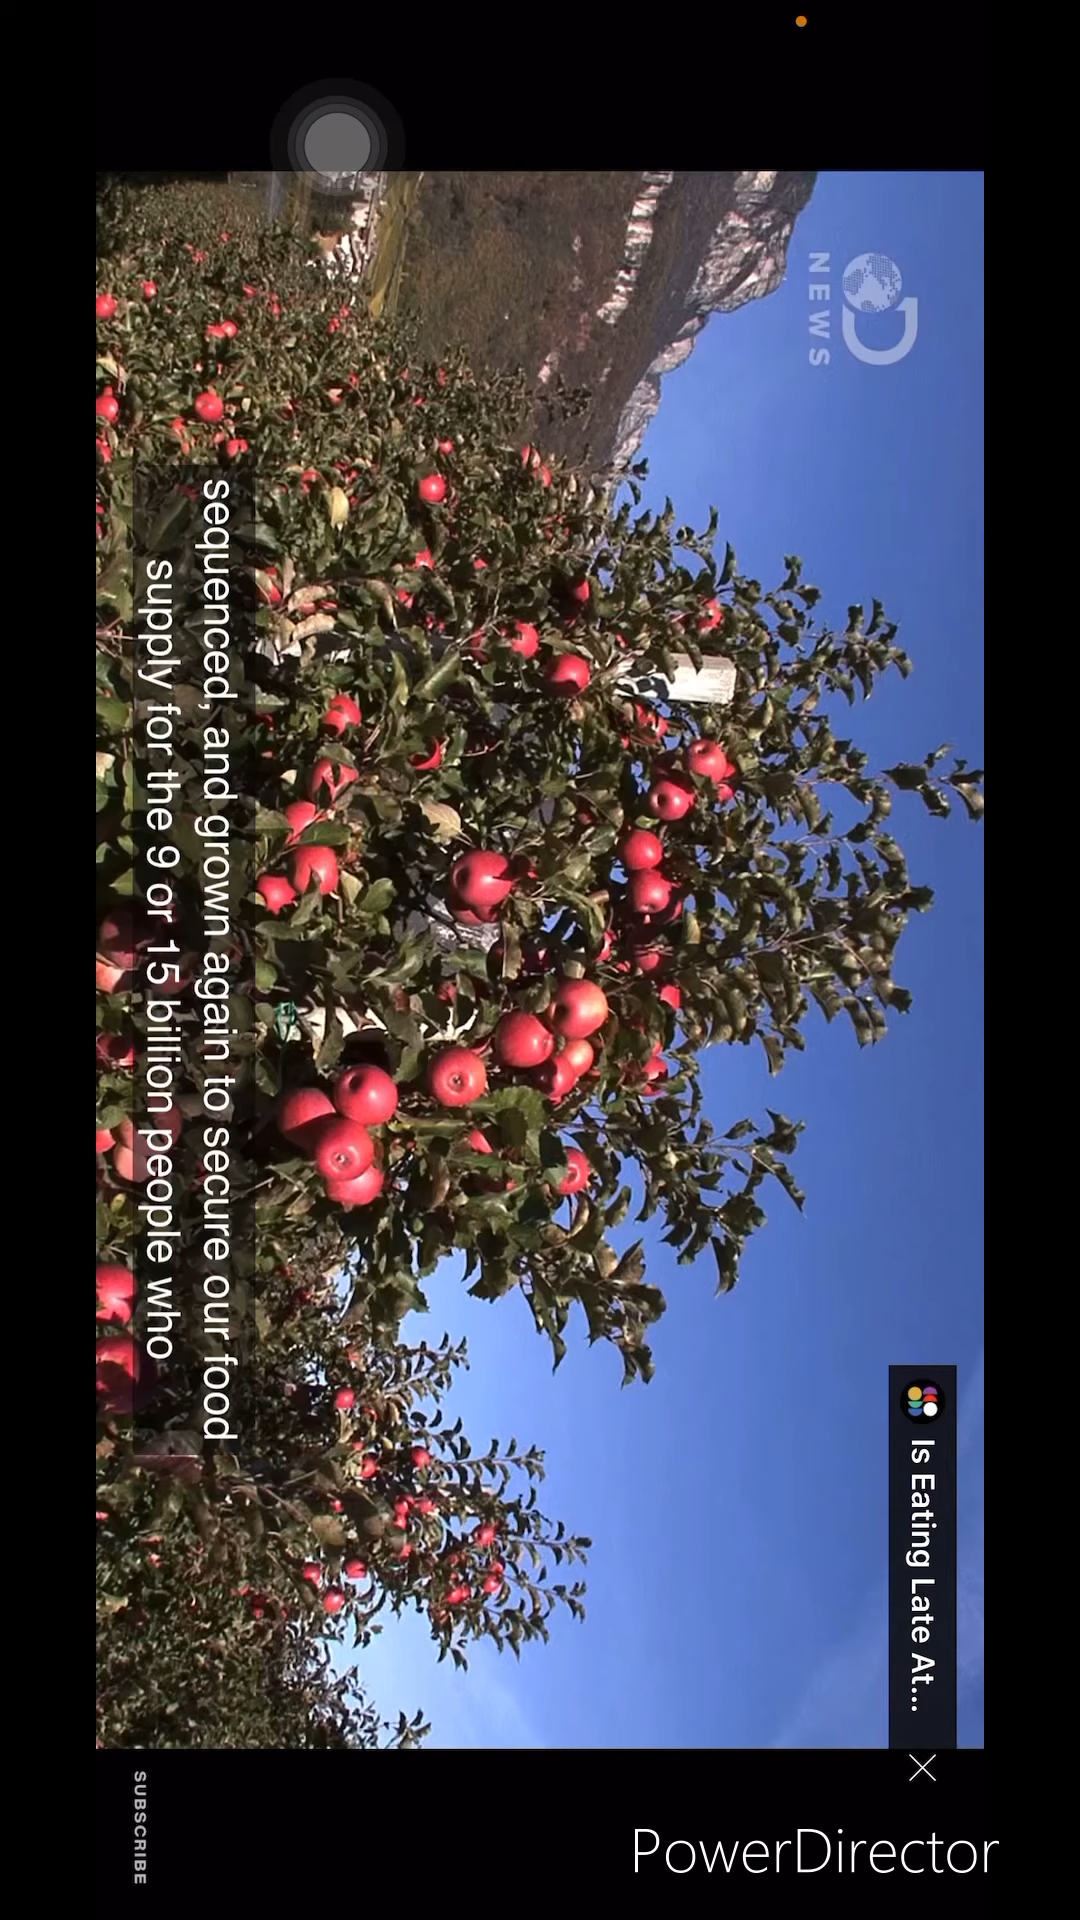 NEWS
Is Eating Late At...
sequenced, and grown again to secure our food
supply for the 9 or 15 billion people who
SUBSCRIBE
PowerDirector